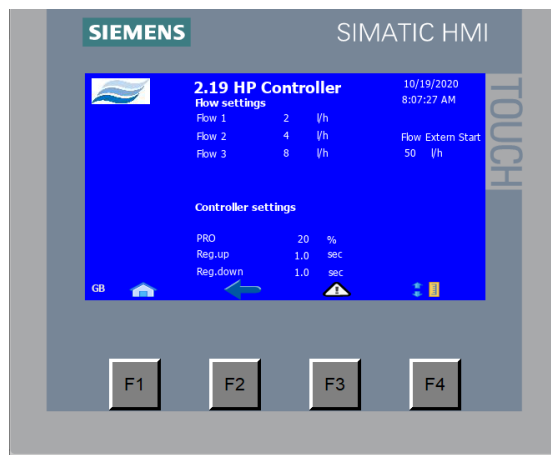 SIEMENS SIMATIC HMI
TOUCH
2.19 HP Controller 10/19/2020
Flow settings 8:07:27 AM
Flow 1 2 l/h
Flow 2 4 l/h Flow Extern Start
Flow 3 8 l/h 50 l/h
Controller settings
PRO 20 %
Reg.up 1.0 sec
Reg.down 1.0 sec
GB
F1 F2 F3 F4